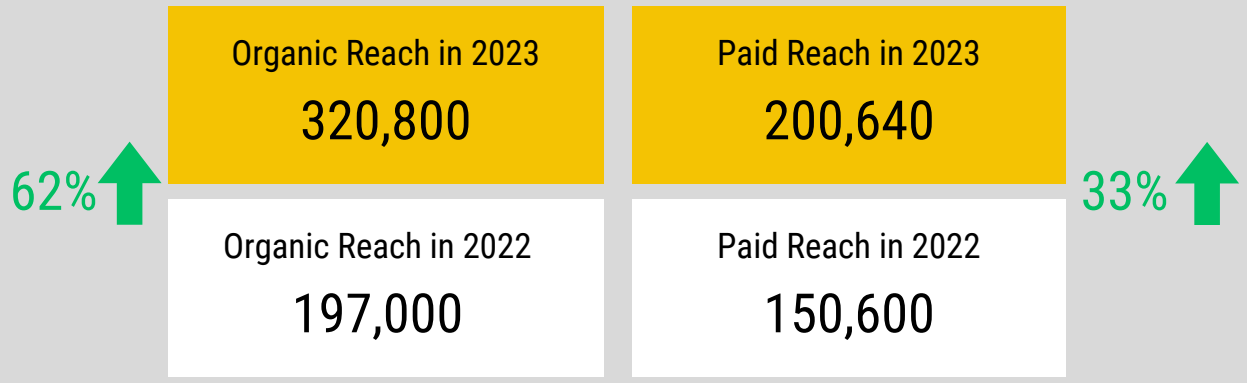 Organic Reach in 2023
320,800
Paid Reach in 2023
200,640
62%
33%
Organic Reach in 2022
197,000
Paid Reach in 2022
150,600